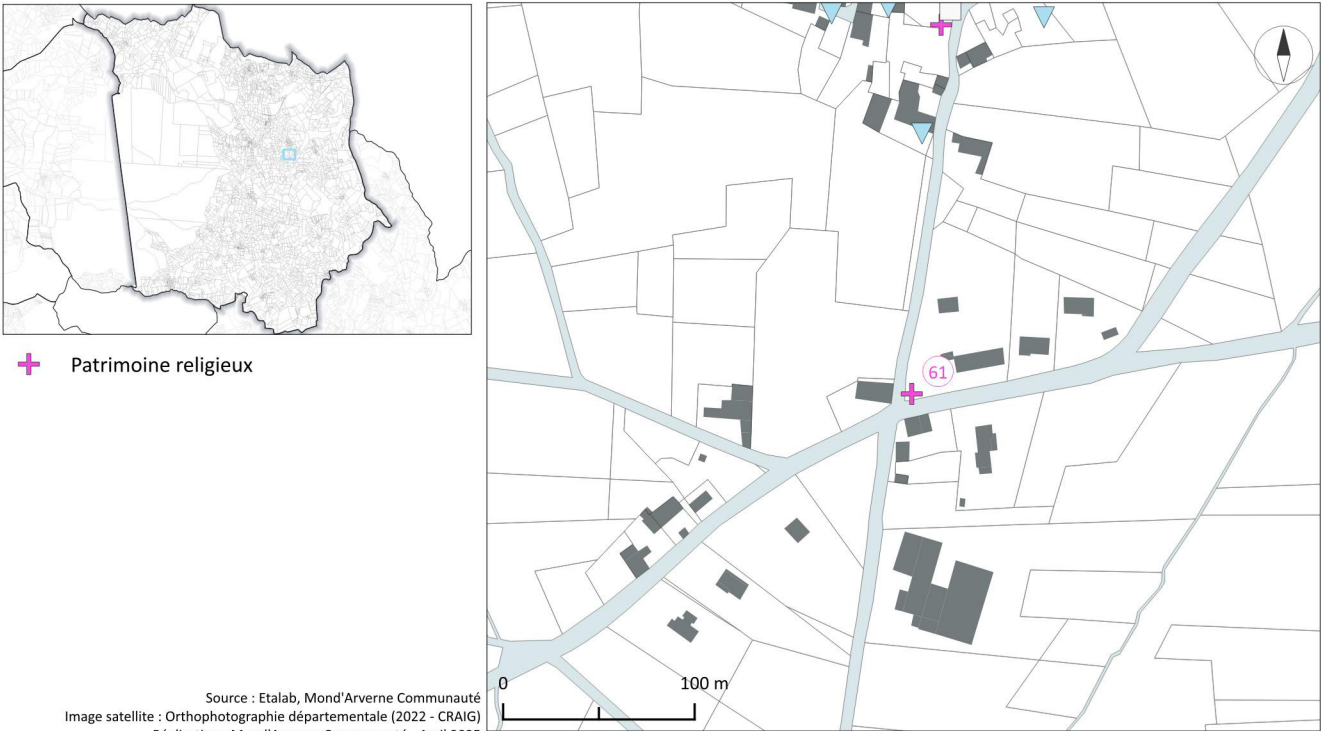 Patrimoine religieux
61
0 100 m
Source : Etalab, Mond'Arverne Communauté
Image satellite : Orthophotographie départementale (2022 - CRAIG)